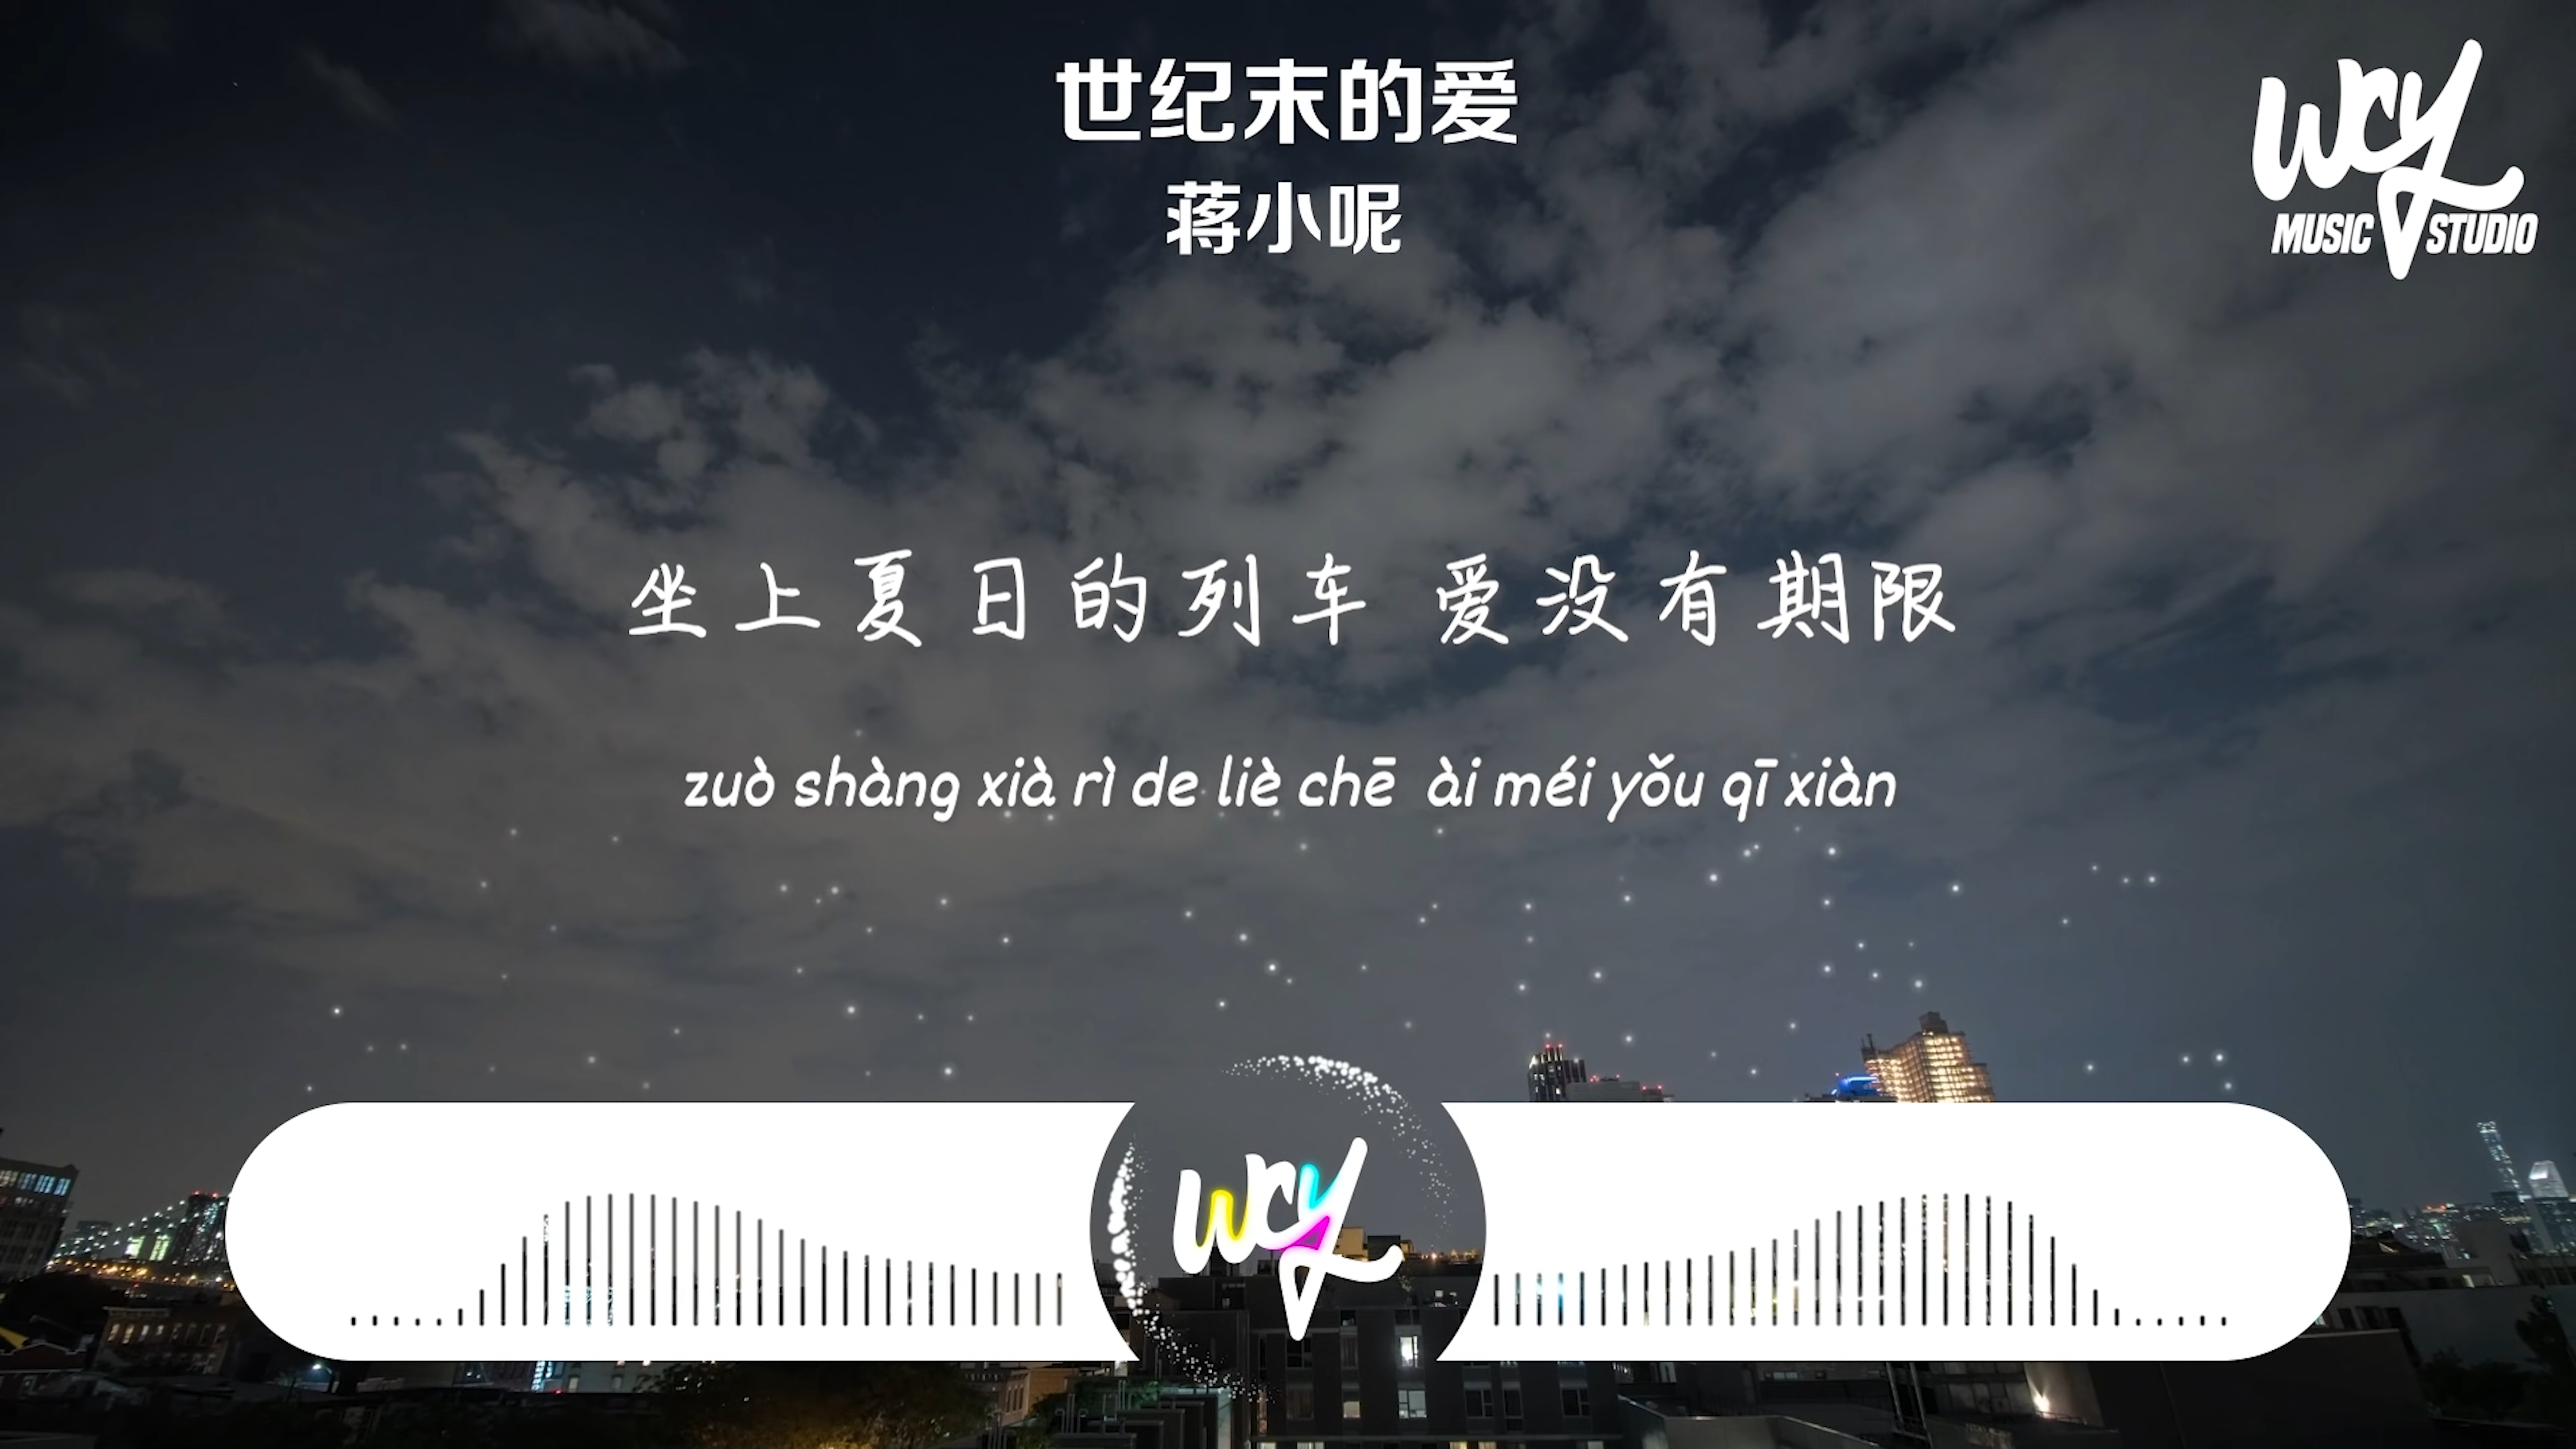 世纪末的爱
蒋小呢
WCY
MUSIC STUDIO
坐上夏日的列车 爱没有期限
zuò shàng xià rì de liè chē ài méi yǒu qī xiàn
WCY